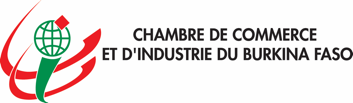 CHAMBRE DE COMMERCE
ET D'INDUSTRIE DU BURKINA FASO